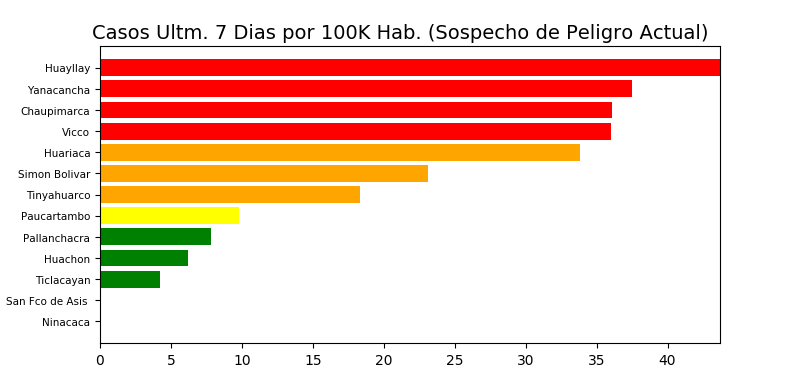 Casos Ultm. 7 Dias por 100K Hab. (Sospecho de Peligro Actual)
Huayllay
Yanacancha
Chaupimarca
Vicco
Huariaca
Simon Bolivar
Tinyahuarco
Paucartambo
Pallanchacra
Huachon
Ticlacayan
San Fco de Asis
Ninacaca
0 5 10 15 20 25 30 35 40